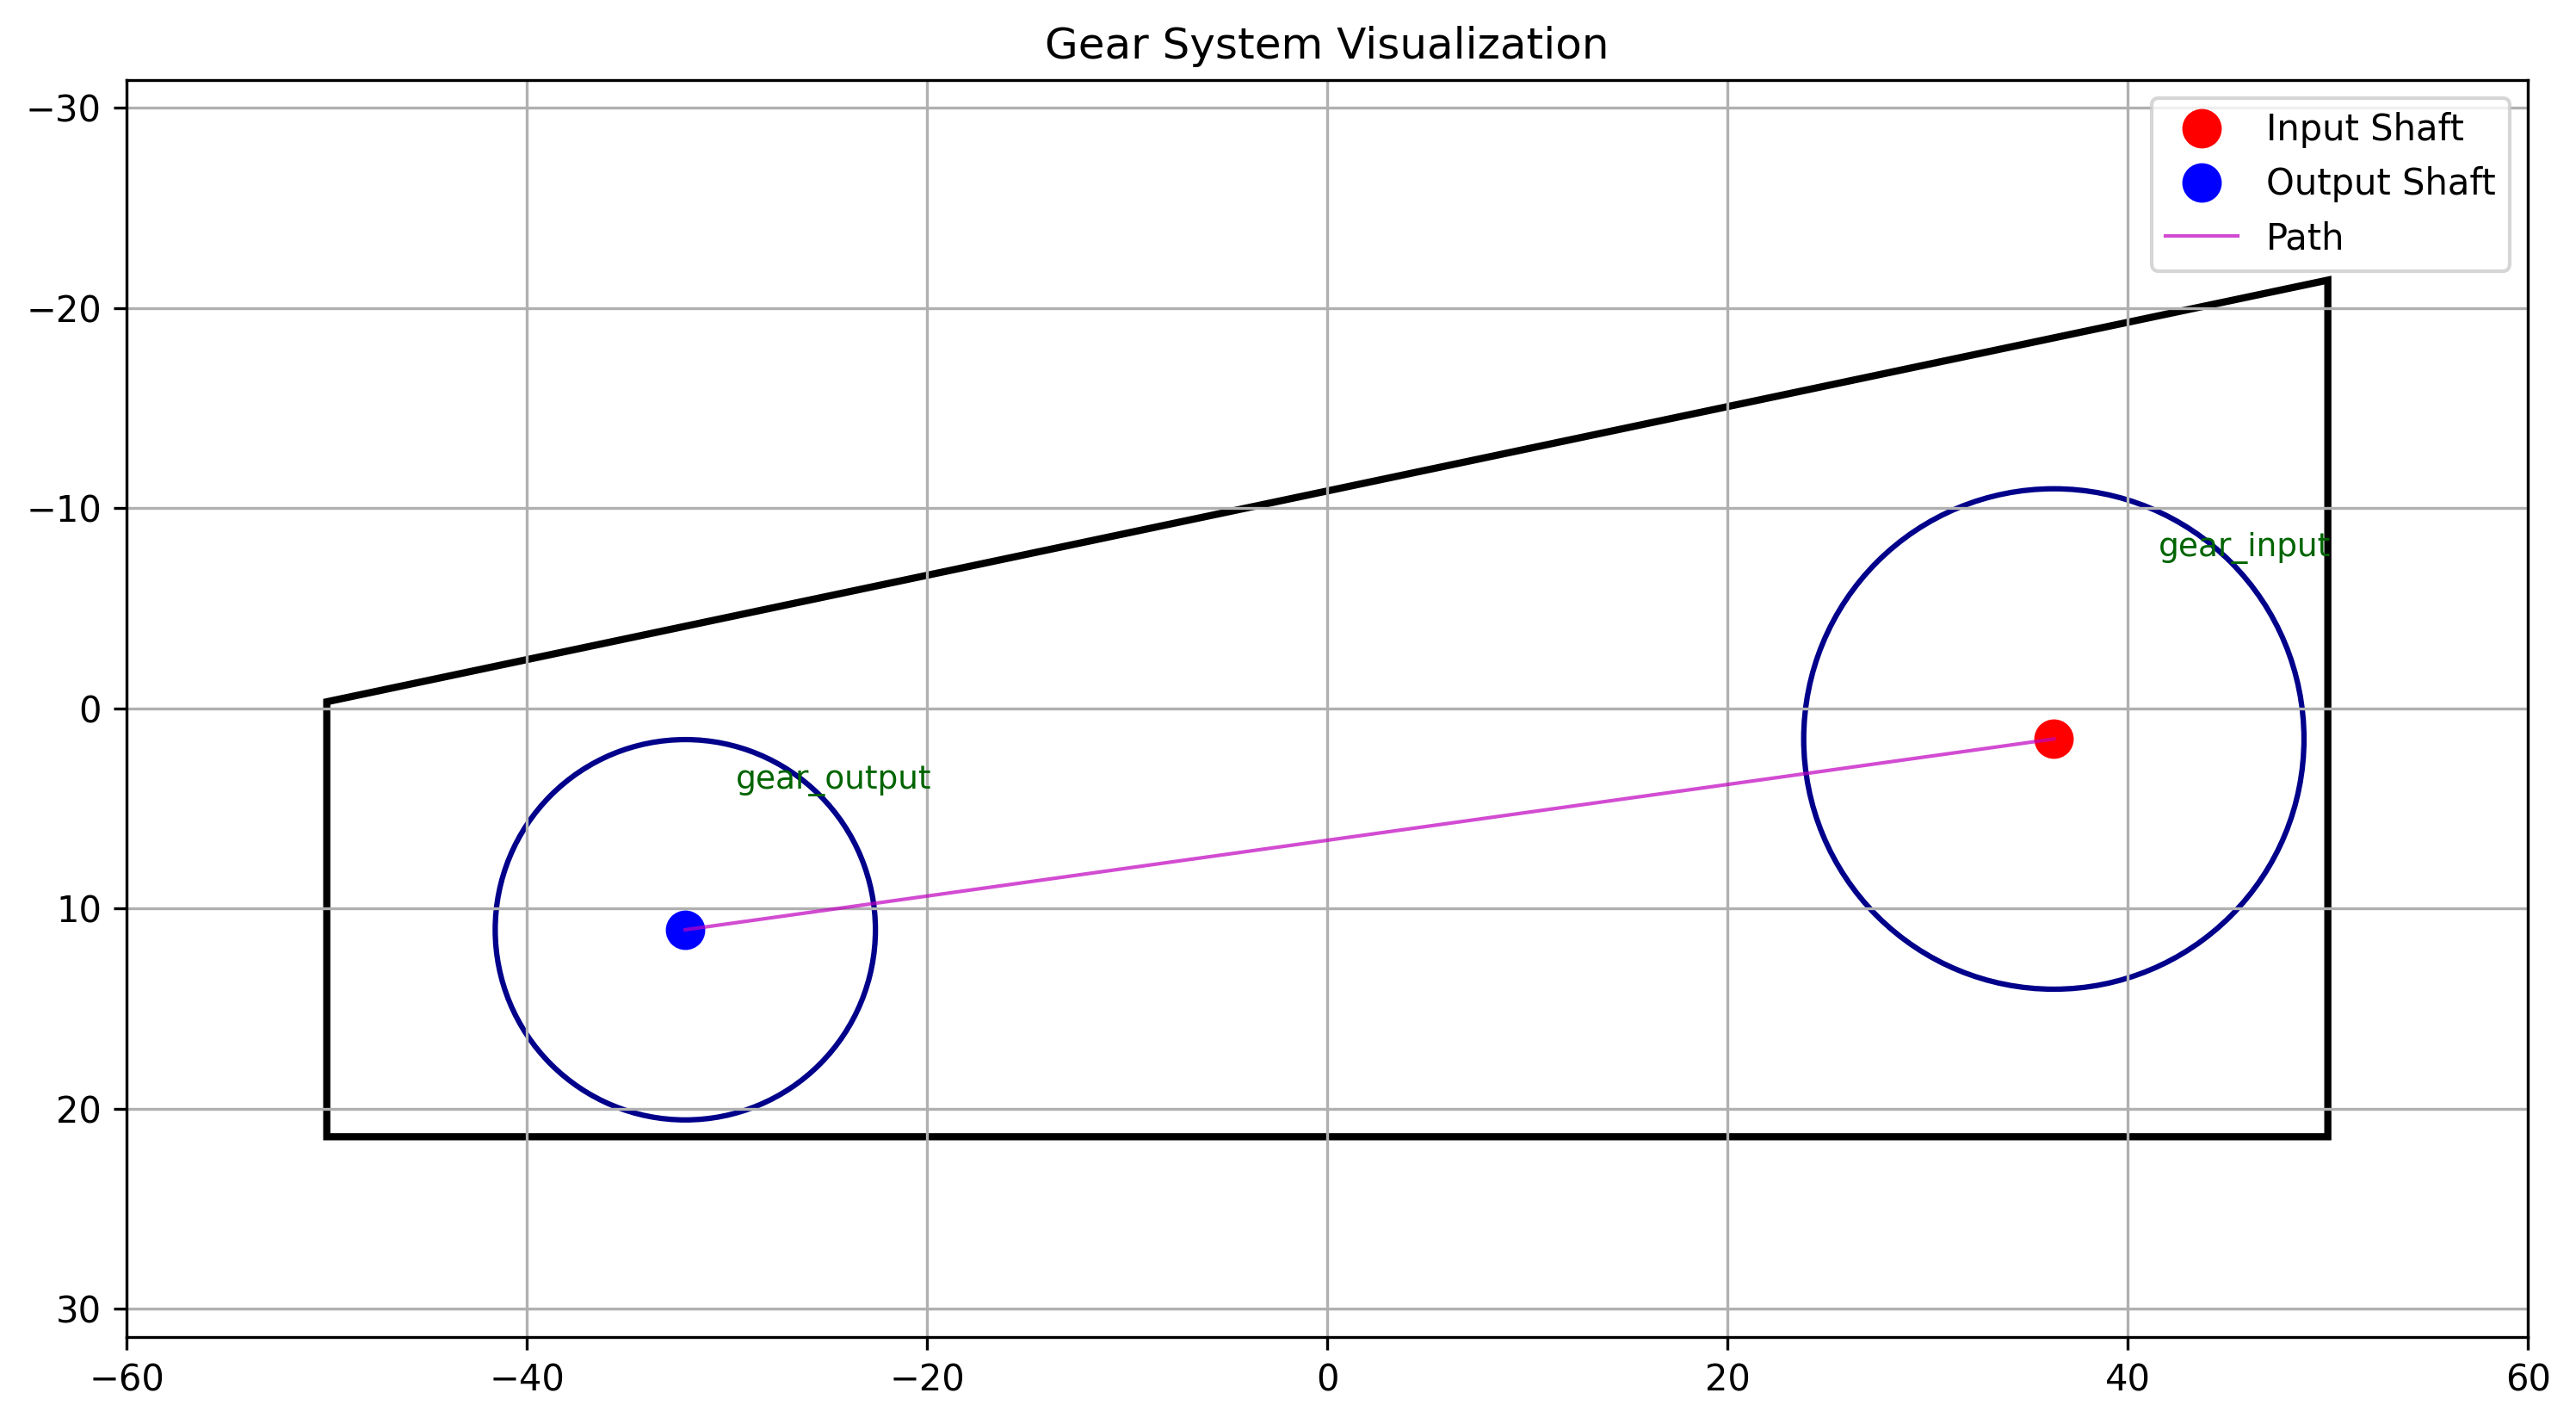 Gear System Visualization
−30
−20
−10
0
10
20
30
−60
−40
−20
0
20
40
60
Input Shaft
Output Shaft
Path
gear_input
gear_output